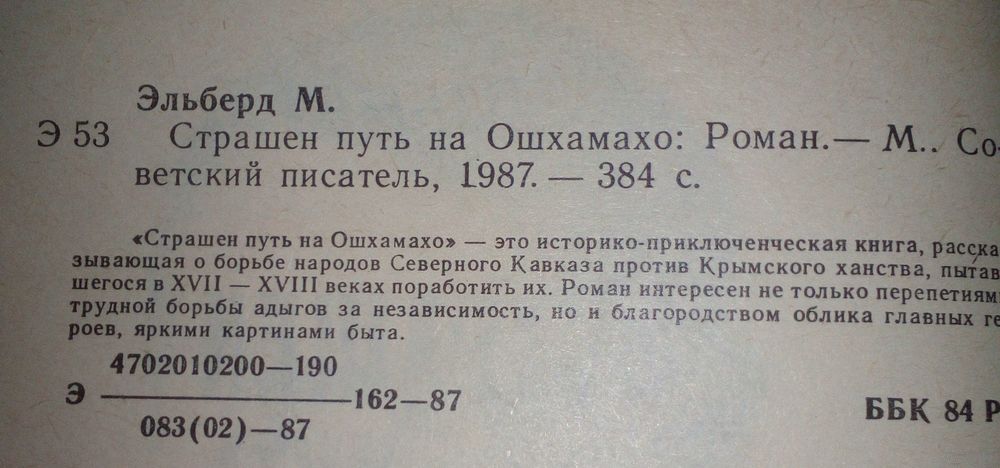 Эльберд М.
Э 53 Страшен путь на Ошхамахо: Роман.— М.. Со-
ветский писатель, 1987. — 384 с.
«Страшен путь на Ошхамахо» — это историко-приключенческая книга, расска
зывающая о борьбе народов Северного Кавказа против Крымского ханства, пытав
шегося в XVII — XVIII веках поработить их. Роман интересен не только перепетиями
трудной борьбы адыгов за независимость, но и благородством облика главных ге
роев, яркими картинами быта.
4702010200—190
Э 162—87
083(02)—87
ББК 84 Р